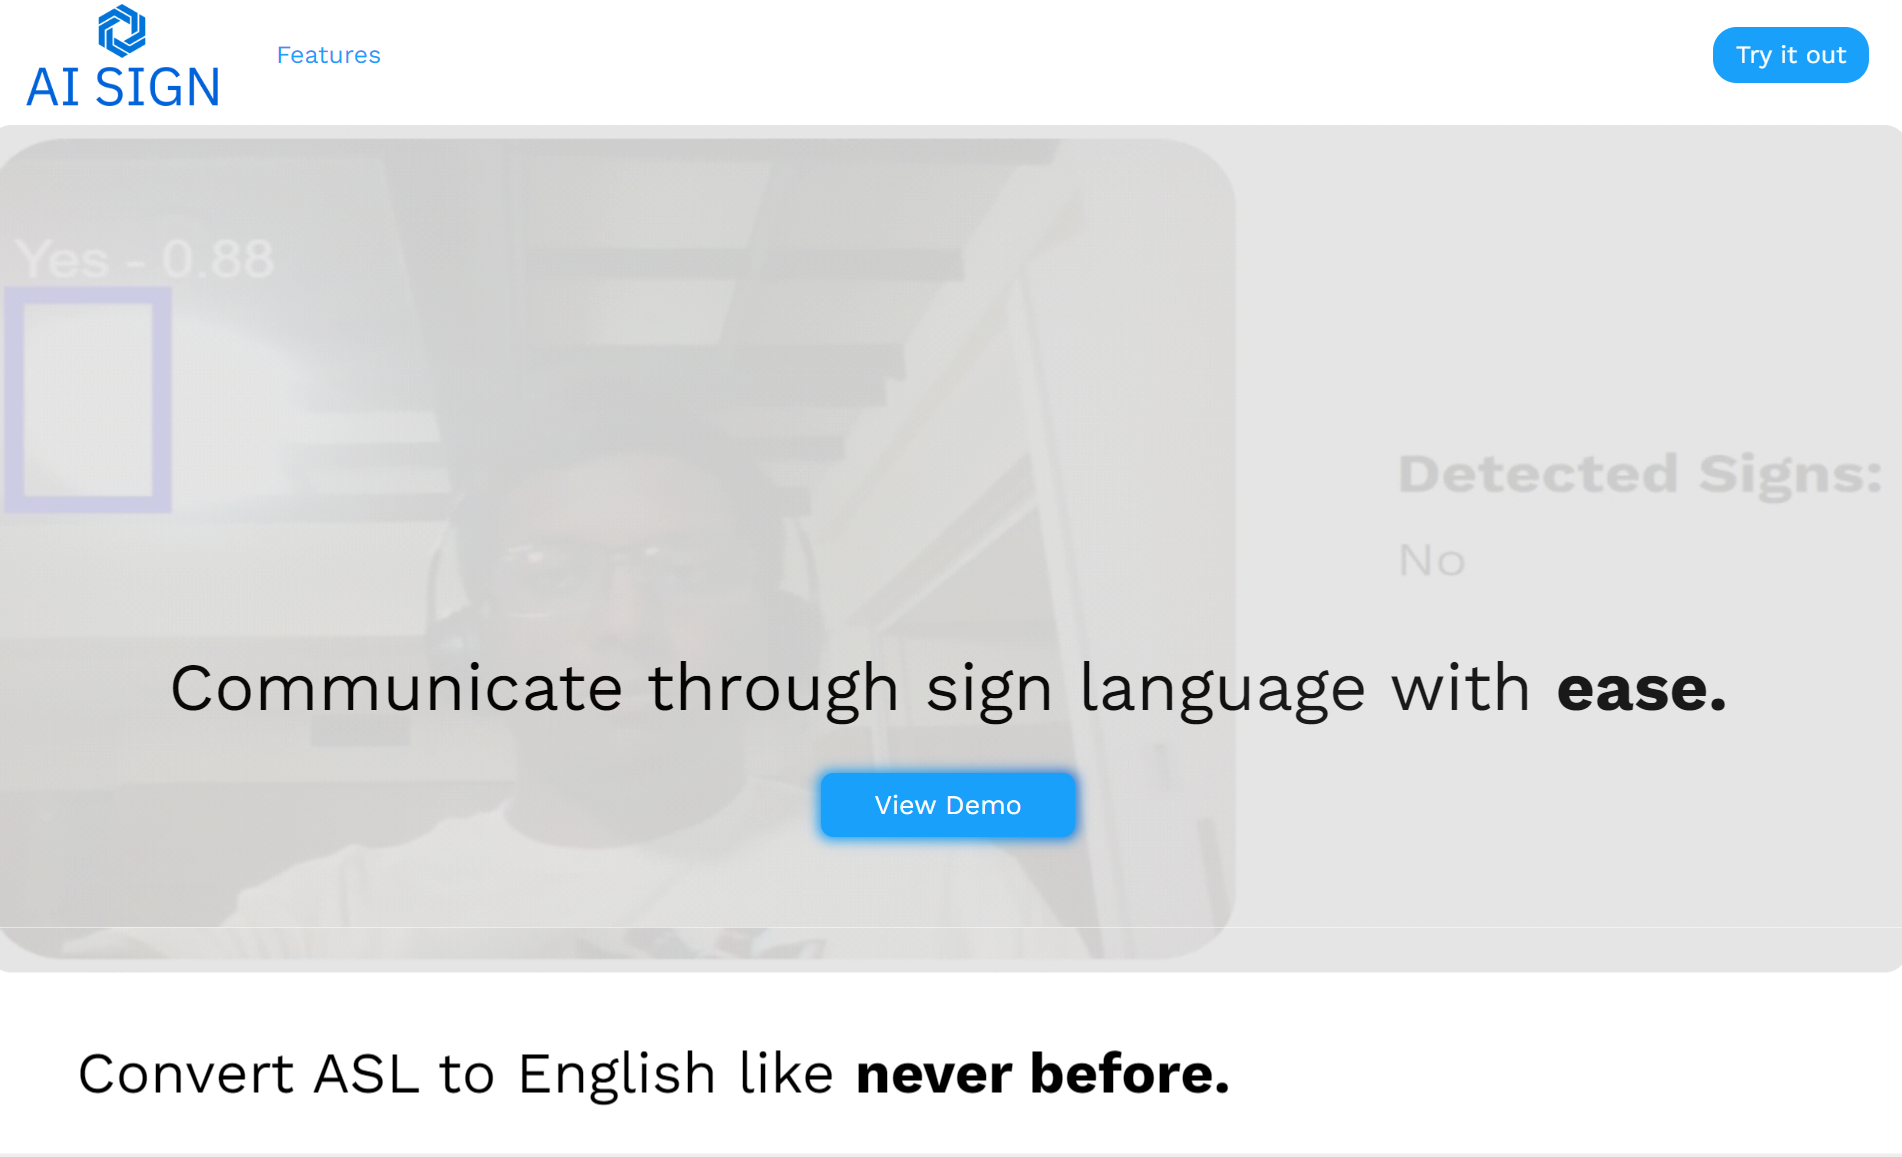 AI SIGN
Features
Try it out
Yes - 0.88
Detected Signs:
No
Communicate through sign language with ease.
View Demo
Convert ASL to English like never before.